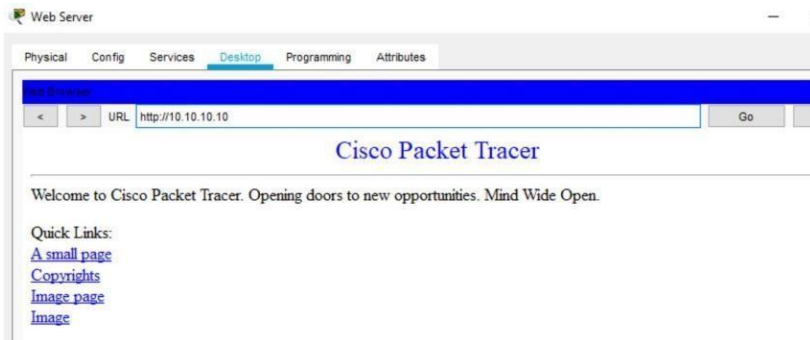 Web Server
Physical Config Services Desktop Programming Attributes
Web Browser
< > URL http://10.10.10.10 Go
Cisco Packet Tracer
Welcome to Cisco Packet Tracer. Opening doors to new opportunities. Mind Wide Open.
Quick Links:
A small page
Copyrights
Image page
Image